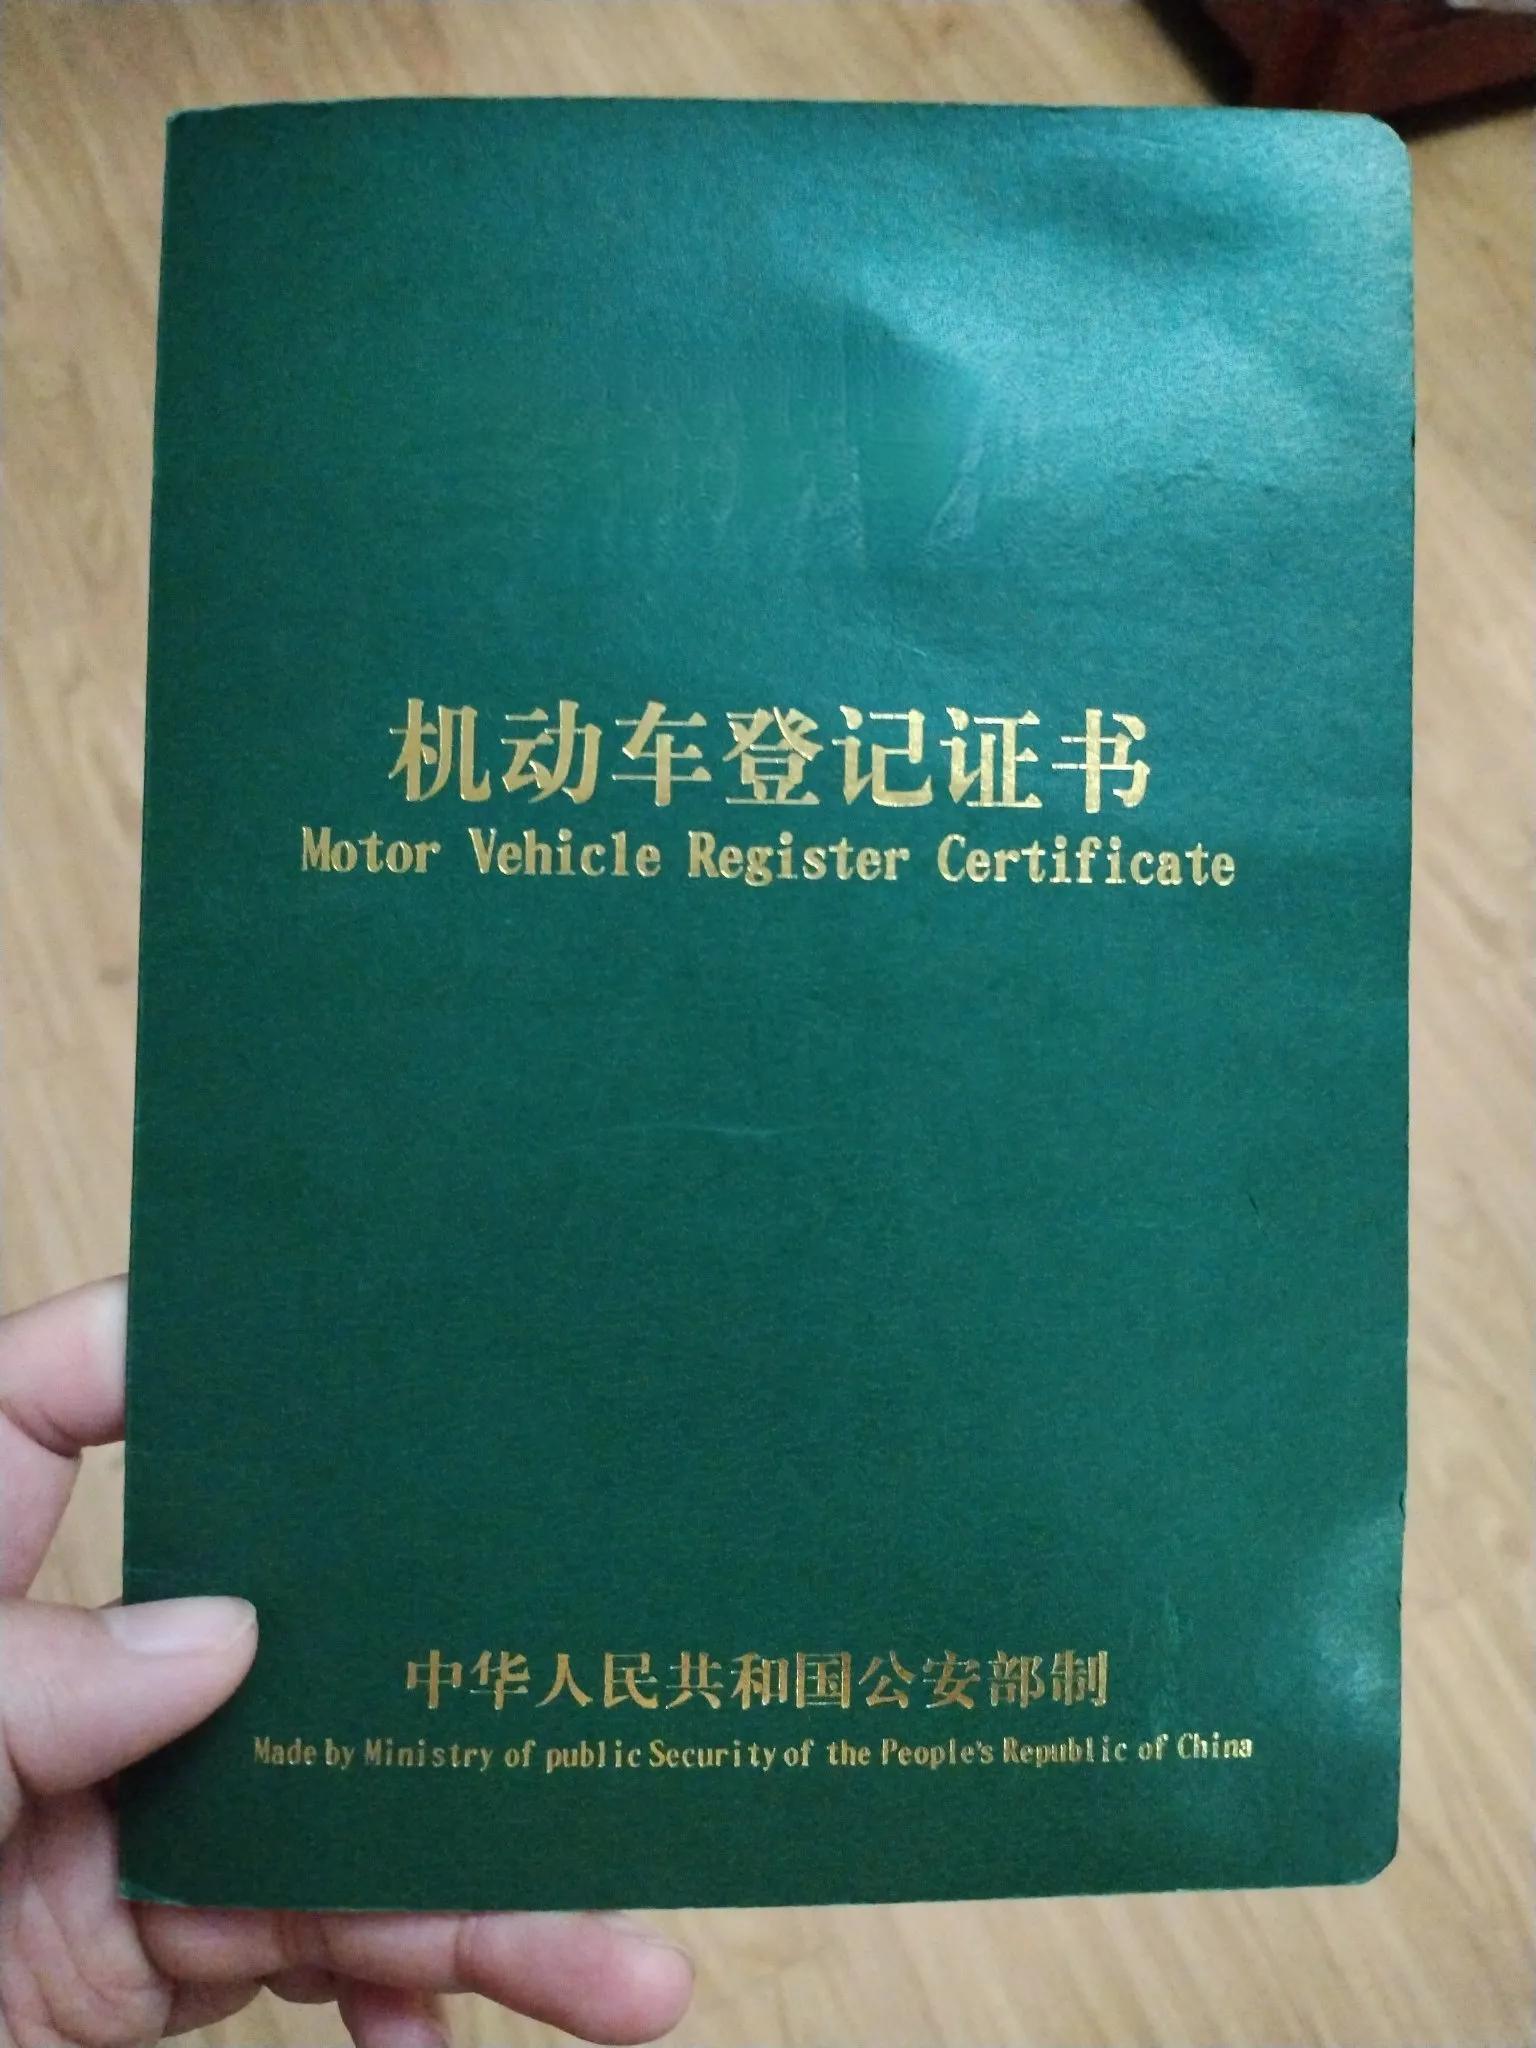 机动车登记证书
Motor Vehicle Register Certificate
中华人民共和国公安部制
Made by Ministry of public Security of the People's Republic of China